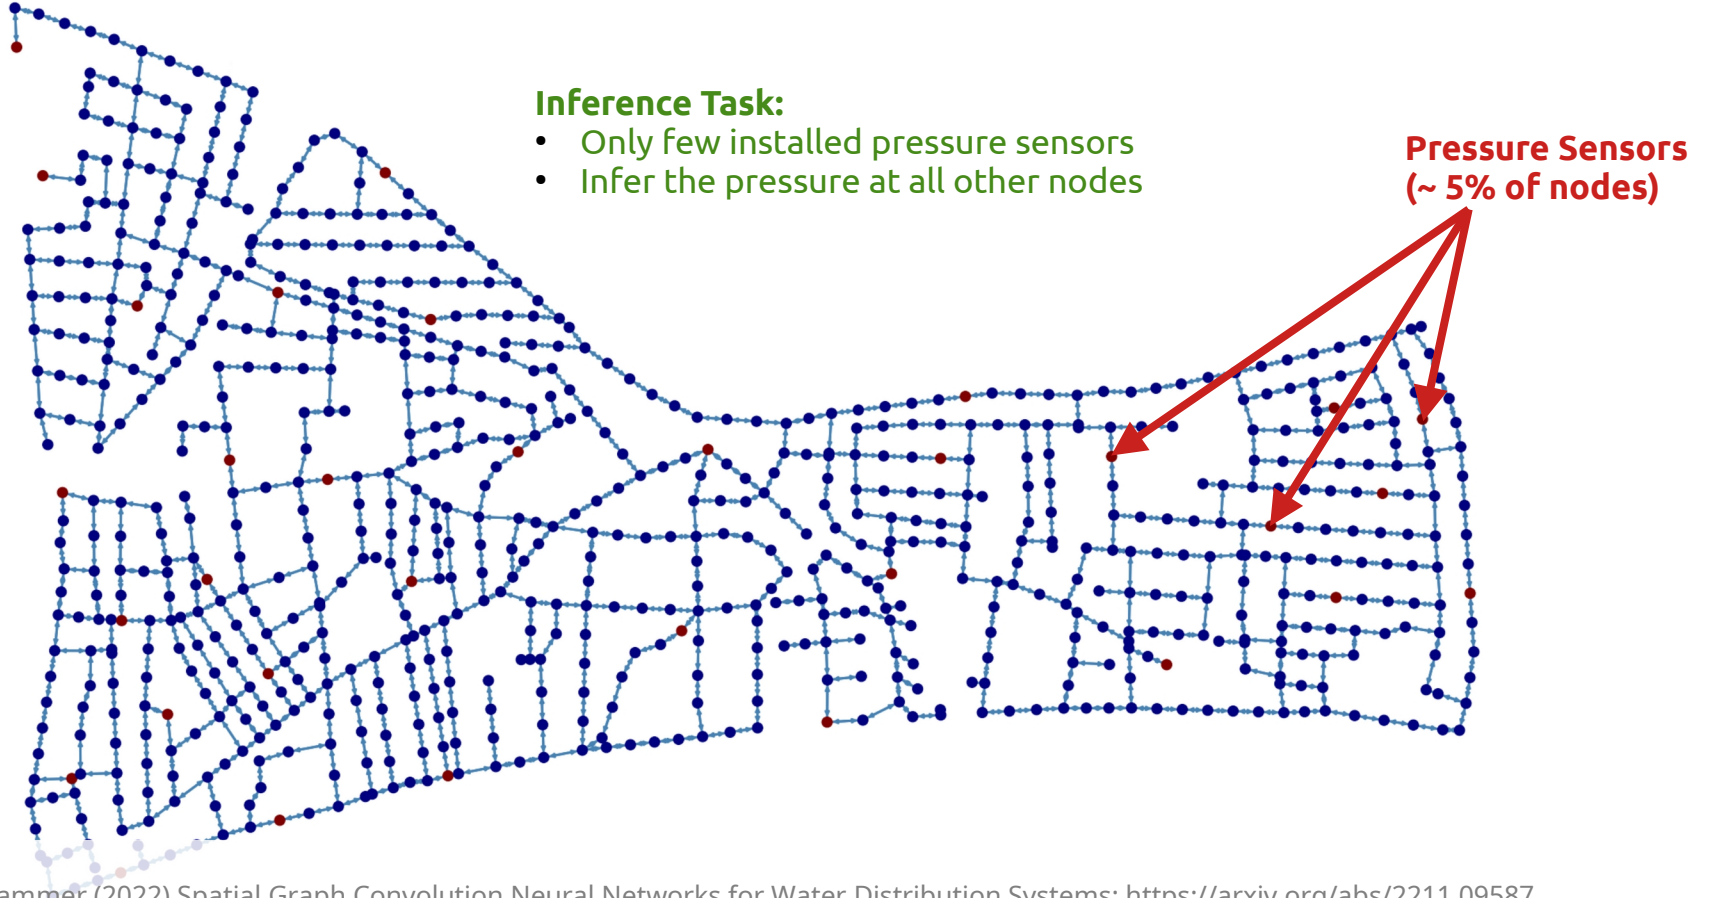 Inference Task:
• Only few installed pressure sensors
• Infer the pressure at all other nodes
Pressure Sensors
(~ 5% of nodes)
(2022) Spatial Graph Convolution Neural Networks for Water Distribution Systems: https://arxiv.org/abs/2211.09587